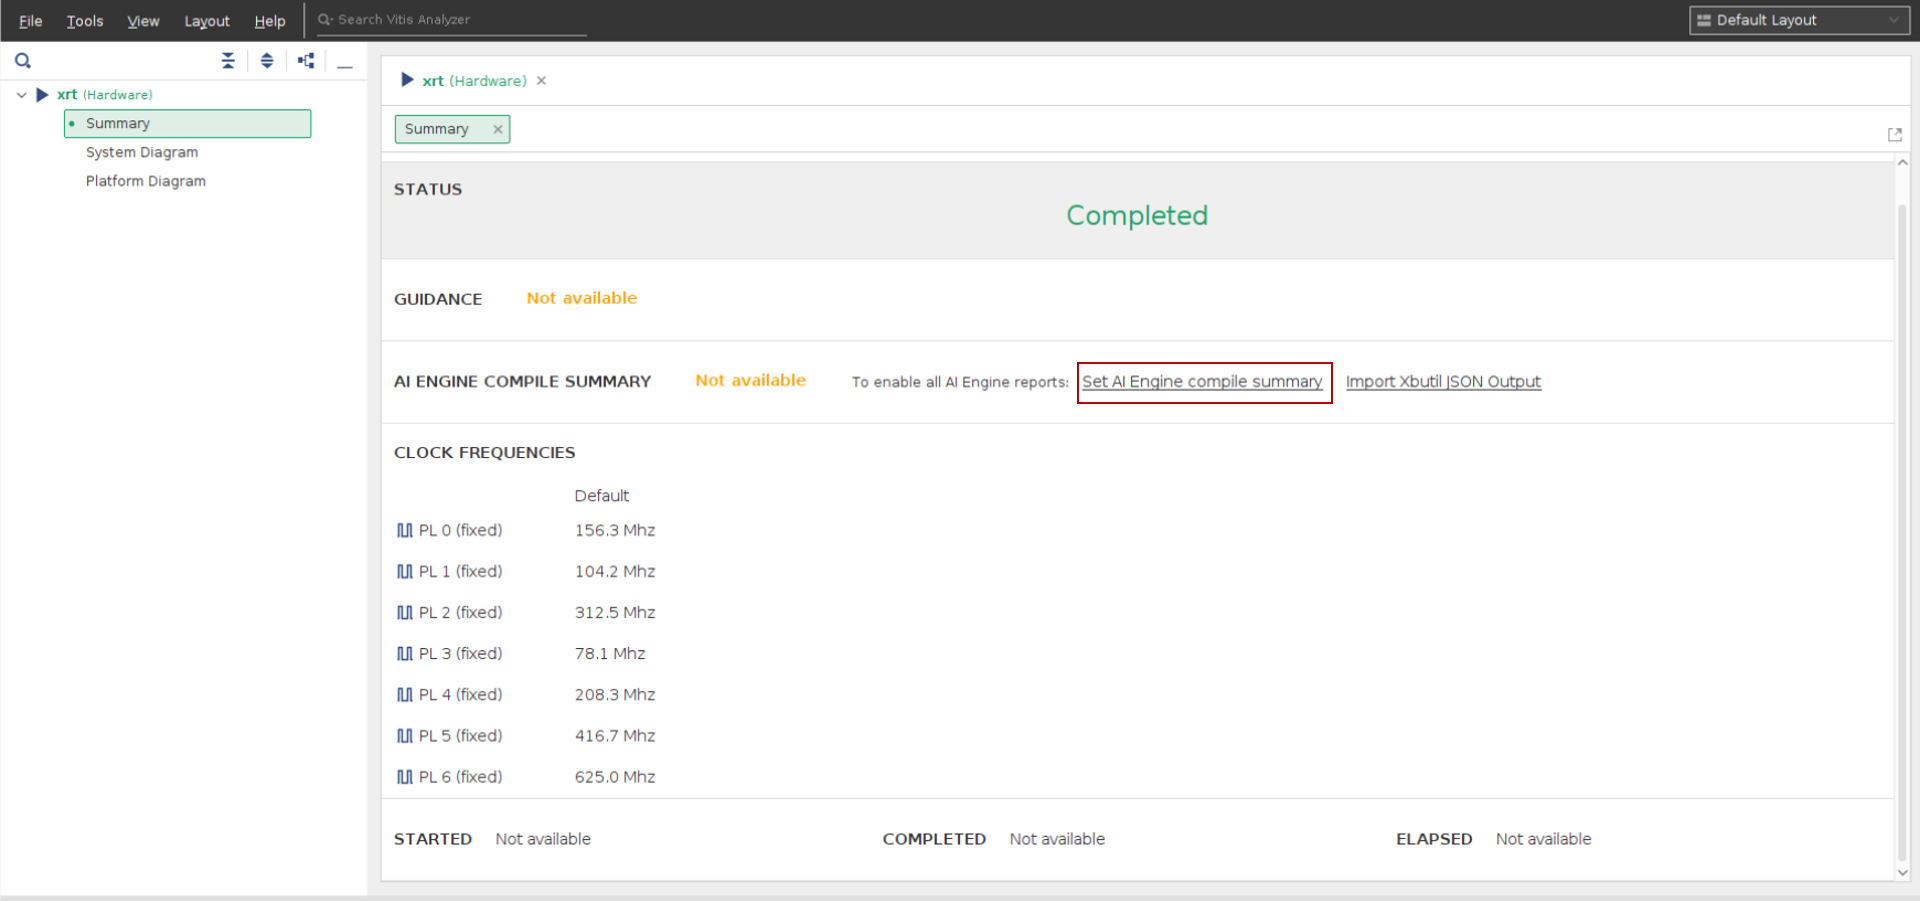 File Tools View Layout Help Search Vitis Analyzer Default Layout
xrt (Hardware)
Summary
System Diagram
Platform Diagram
xrt (Hardware)
Summary
STATUS
Completed
GUIDANCE Not available
AI ENGINE COMPILE SUMMARY Not available To enable all AI Engine reports: Set AI Engine compile summary Import Xbutil JSON Output
CLOCK FREQUENCIES
Default
PL 0 (fixed) 156.3 Mhz
PL 1 (fixed) 104.2 Mhz
PL 2 (fixed) 312.5 Mhz
PL 3 (fixed) 78.1 Mhz
PL 4 (fixed) 208.3 Mhz
PL 5 (fixed) 416.7 Mhz
PL 6 (fixed) 625.0 Mhz
STARTED Not available COMPLETED Not available ELAPSED Not available